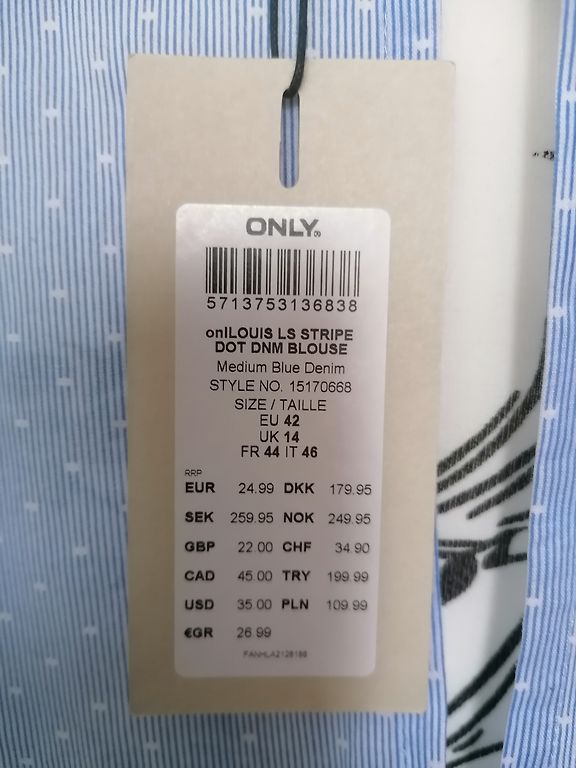 ONLY
5713753136838
onlLOUIS LS STRIPE
DOT DNM BLOUSE
Medium Blue Denim
STYLE NO. 15170668
SIZE / TAILLE
EU 42
UK 14
FR 44 IT 46
RRP
EUR 24.99 DKK 179.95
SEK 259.95 NOK 249.95
GBP 22.00 CHF 34.90
CAD 45.00 TRY 199.99
USD 35.00 PLN 109.99
€GR 26.99